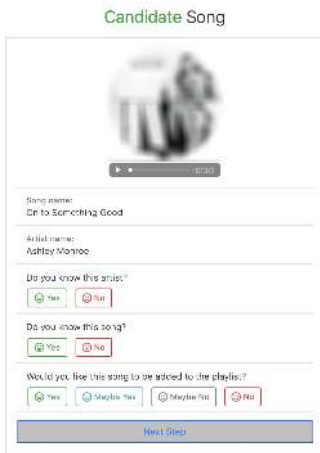 Candidate Song
Song name:
On to Something Good
Artist name:
Ashley Monroe
Do you know this artist?
Yes No
Do you know this song?
Yes No
Would you like this song to be added to the playlist?
Yes Maybe Yes Maybe No No
Next Step